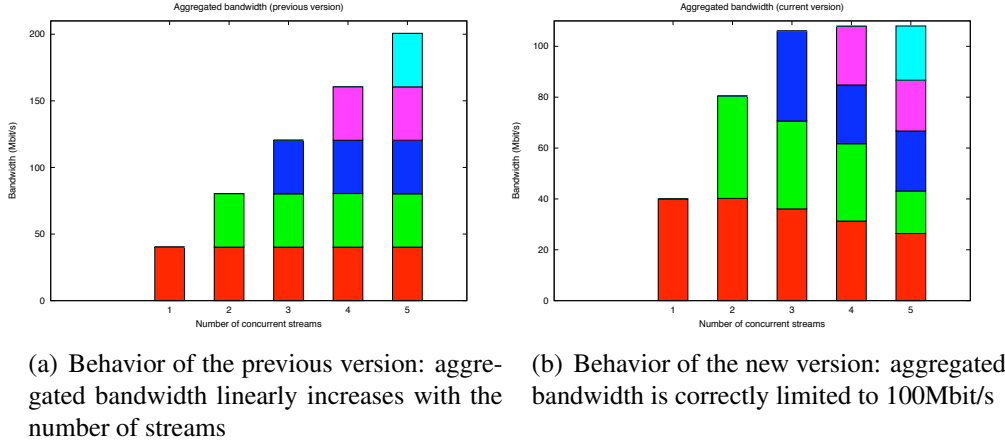 Aggregated bandwidth (previous version)
200
150
100
50
0
Bandwidth (Mbit/s)
1 2 3 4 5
Number of concurrent streams
Aggregated bandwidth (current version)
100
80
60
40
20
0
Bandwidth (Mbit/s)
1 2 3 4 5
Number of concurrent streams
(a) Behavior of the previous version: aggre-
gated bandwidth linearly increases with the
number of streams
(b) Behavior of the new version: aggregated
bandwidth is correctly limited to 100Mbit/s